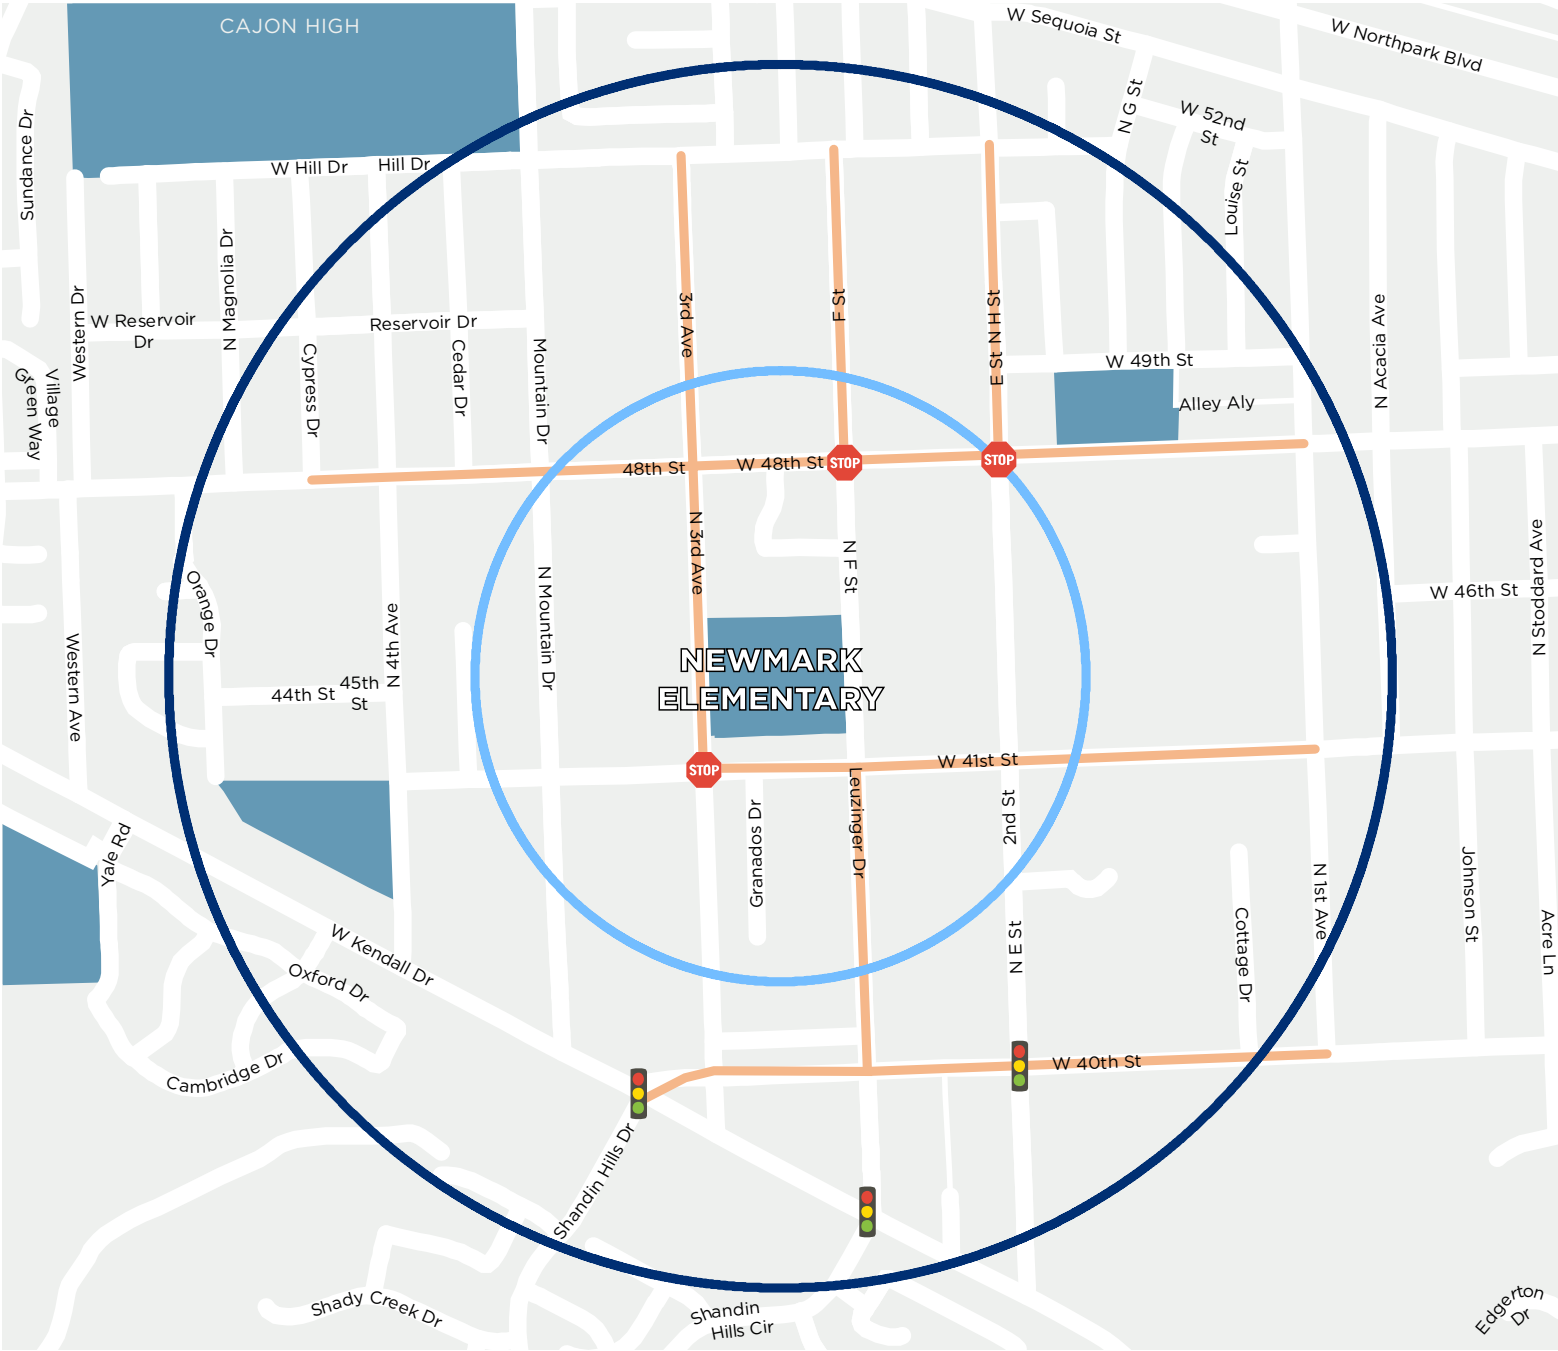 CAJON HIGH
W Sequoia St
W Northpark Blvd
Sundance Dr
N G St
W 52nd
St
W Hill Dr
Hill Dr
Louise St
Western Dr
W Reservoir
Dr
N Magnolia Dr
Reservoir Dr
Cypress Dr
Cedar Dr
Mountain Dr
3rd Ave
F St
E St N H St
W 49th St
Alley Aly
N Acacia Ave
Village
Green Way
48th St
W 48th St
STOP
STOP
N 3rd Ave
N F St
Orange Dr
N 4th Ave
N Mountain Dr
W 46th St
N Stoddard Ave
Western Ave
44th St
45th
St
NEWMARK
ELEMENTARY
STOP
W 41st St
Yale Rd
Granados Dr
Leuzinger Dr
2nd St
N 1st Ave
Johnson St
Cottage Dr
Acre Ln
N E St
W Kendall Dr
Oxford Dr
Cambridge Dr
W 40th St
Shandin Hills Dr
Shady Creek Dr
Shandin
Hills Cir
Edgerton
Dr